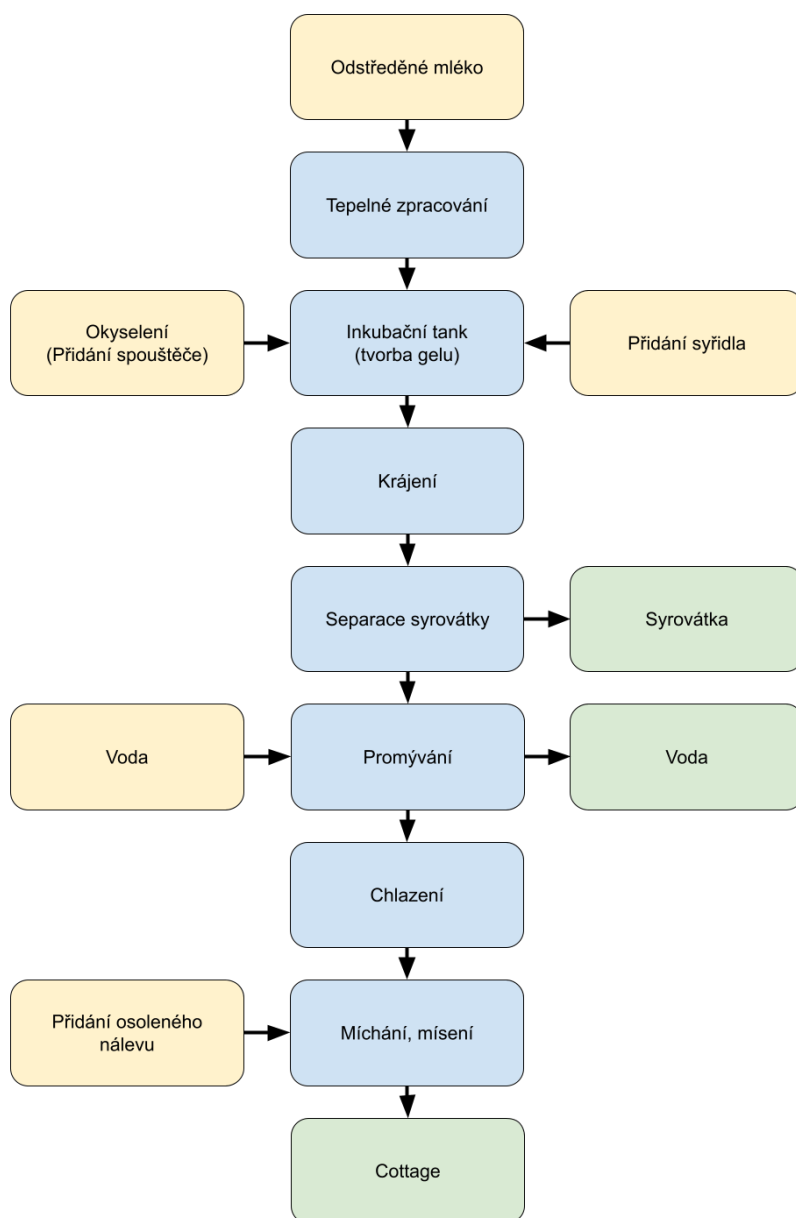 Odstředěné mléko
Tepelné zpracování
Okyselení
(Přidání spouštěče)
Inkubační tank
(tvorba gelu)
Přidání syřidla
Krájení
Separace syrovátky
Syrovátka
Voda
Promývání
Voda
Chlazení
Přidání osoleného
nálevu
Míchání, mísení
Cottage